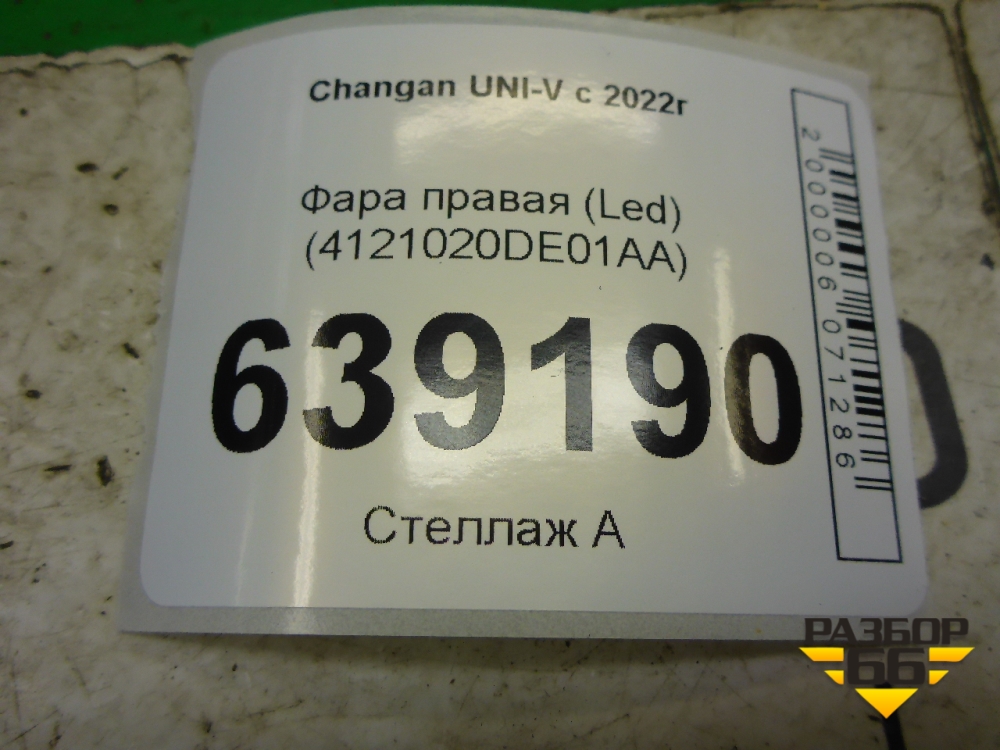 Changan UNI-V с 2022г
Фара правая (Led)
(4121020DE01AA)
639190
Стеллаж А
2000006071286
РАЗБОР
66